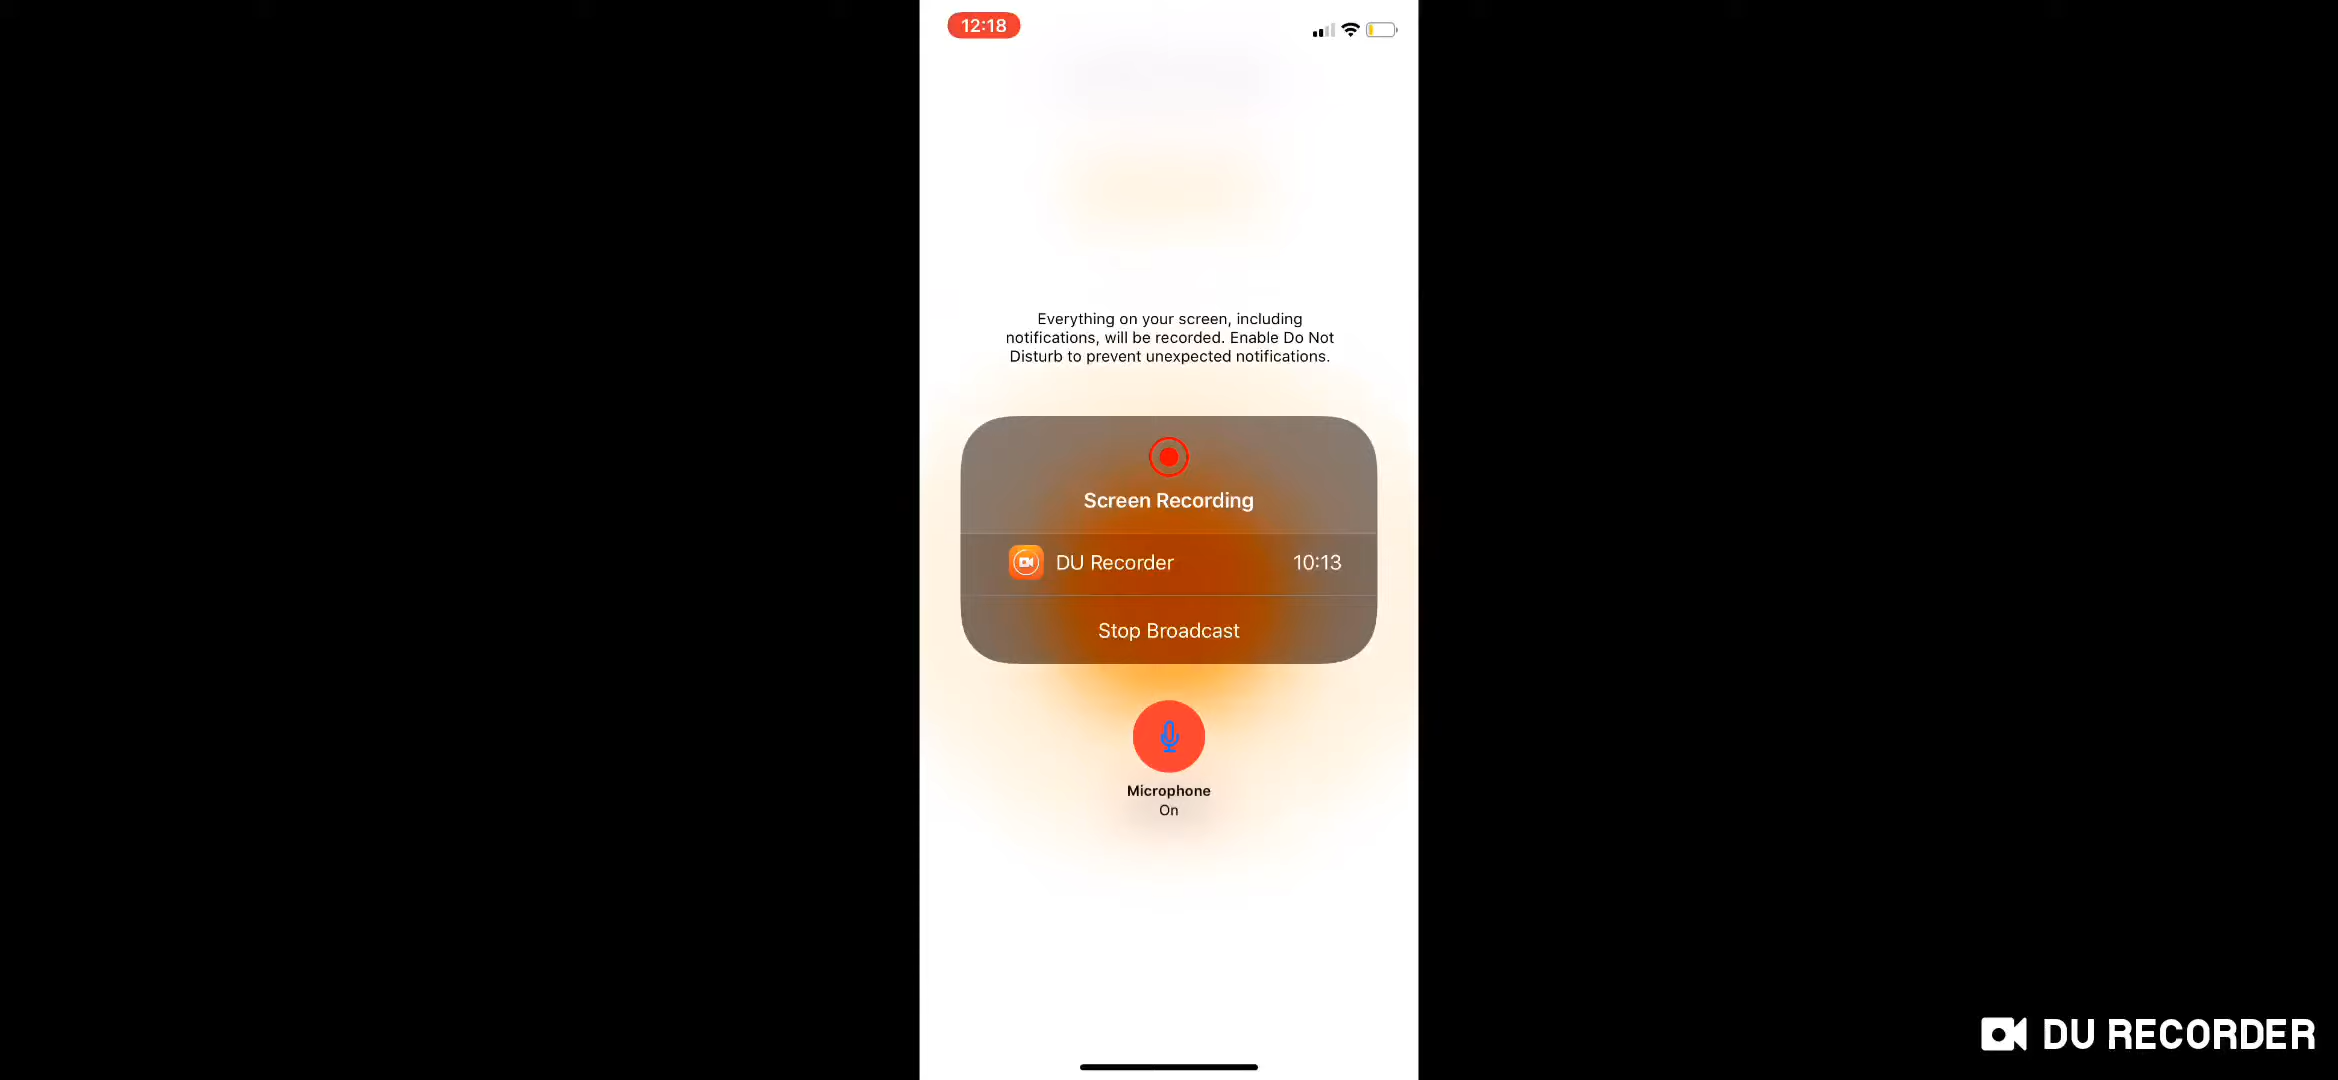 12:18
Everything on your screen, including
notifications, will be recorded. Enable Do Not
Disturb to prevent unexpected notifications.
Screen Recording
DU Recorder 10:13
Stop Broadcast
Microphone
On
DU RECORDER